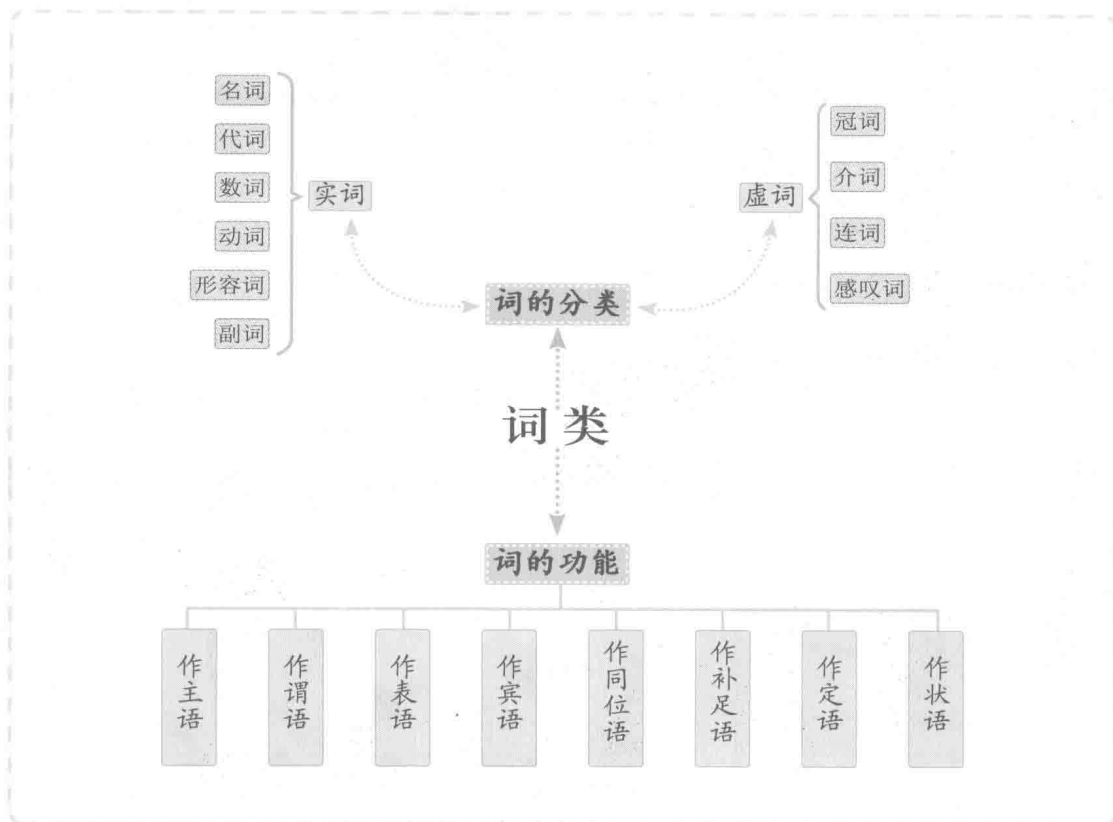 名词
代词
数词
动词
形容词
副词
实词
虚词
冠词
介词
连词
感叹词
词的分类
词类
词的功能
作主语
作谓语
作表语
作宾语
作同位语
作补足语
作定语
作状语